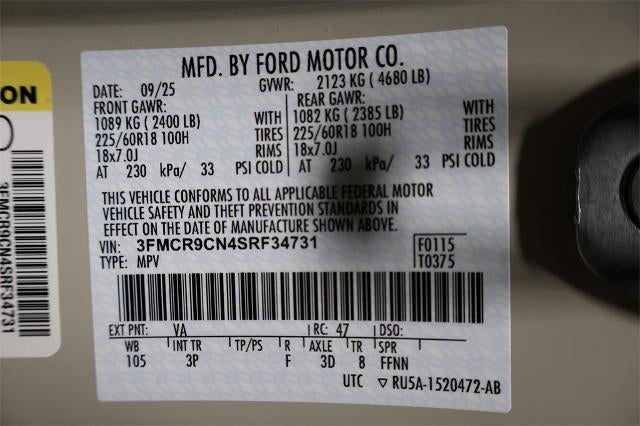 MFD. BY FORD MOTOR CO.
DATE: 09/25 GVWR: 2123 KG ( 4680 LB)
FRONT GAWR: REAR GAWR:
1089 KG ( 2400 LB) WITH 1082 KG ( 2385 LB) WITH
225/60R18 100H TIRES 225/60R18 100H TIRES
18x7.0J RIMS 18x7.0J RIMS
AT 230 kPa/ 33 PSI COLD AT 230 kPa/ 33 PSI COLD
THIS VEHICLE CONFORMS TO ALL APPLICABLE FEDERAL MOTOR
VEHICLE SAFETY AND THEFT PREVENTION STANDARDS IN
EFFECT ON THE DATE OF MANUFACTURE SHOWN ABOVE.
VIN: 3FMCR9CN4SRF34731 F0115
TYPE: MPV T0375
EXT PNT: VA RC: 47 DSO:
WB INT TR TP/PS R AXLE TR SPR
105 3P F 3D 8 FFNN
UTC ▽ RU5A-1520472-AB
ON
3FMCR9CN4SRF34731